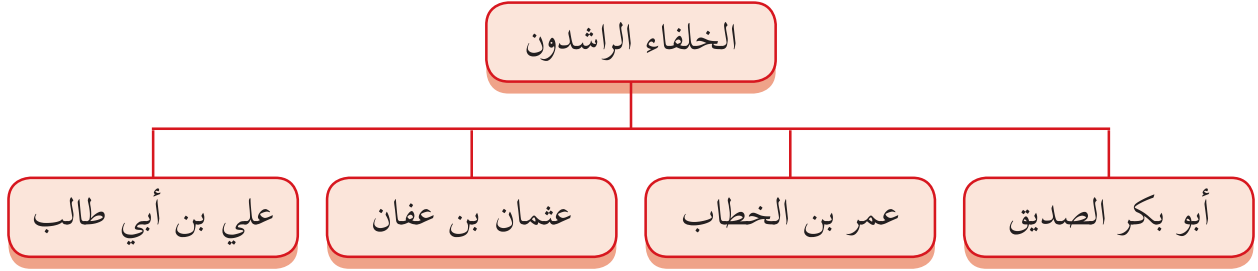 الخلفاء الراشدون
أبو بكر الصديق
عمر بن الخطاب
عثمان بن عفان
علي بن أبي طالب